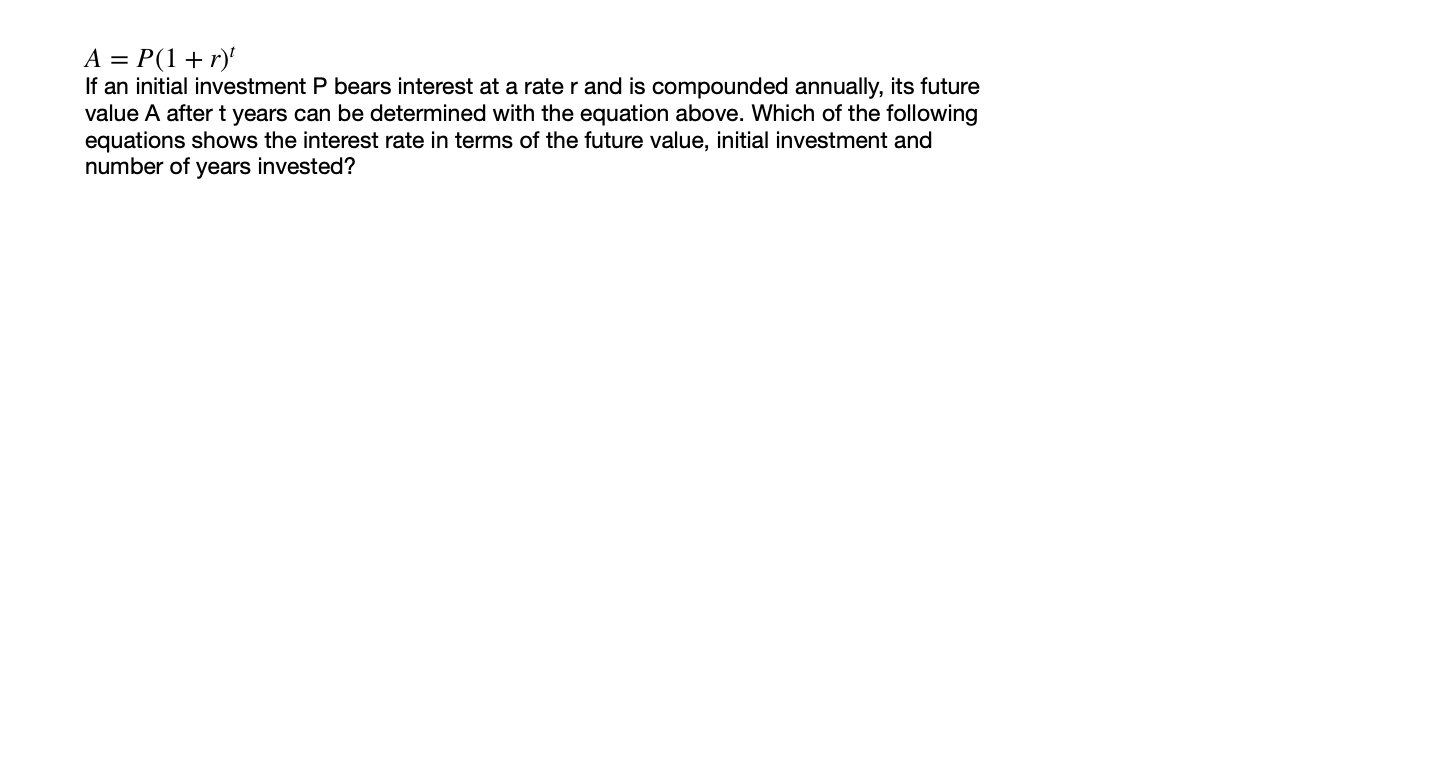 A = P(1 + r)^t
If an initial investment P bears interest at a rate r and is compounded annually, its future
value A after t years can be determined with the equation above. Which of the following
equations shows the interest rate in terms of the future value, initial investment and
number of years invested?